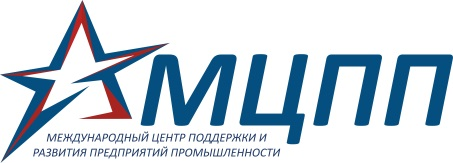 МЦПП
МЕЖДУНАРОДНЫЙ ЦЕНТР ПОДДЕРЖКИ И
РАЗВИТИЯ ПРЕДПРИЯТИЙ ПРОМЫШЛЕННОСТИ